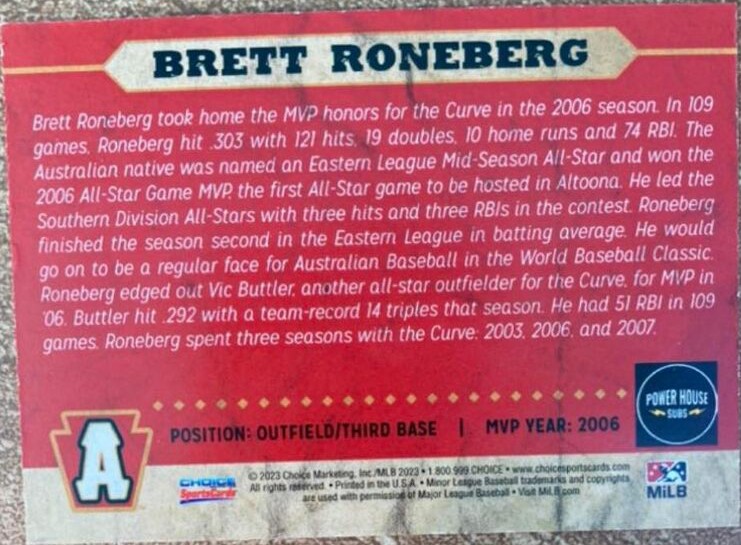 BRETT RONEBERG
Brett Roneberg took home the MVP honors for the Curve in the 2006 season. In 109
games, Roneberg hit .303 with 121 hits, 19 doubles, 10 home runs and 74 RBI. The
Australian native was named an Eastern League Mid-Season All-Star and won the
2006 All-Star Game MVP, the first All-Star game to be hosted in Altoona. He led the
Southern Division All-Stars with three hits and three RBIs in the contest. Roneberg
finished the season second in the Eastern League in batting average. He would
go on to be a regular face for Australian Baseball in the World Baseball Classic.
Roneberg edged out Vic Buttler, another all-star outfielder for the Curve, for MVP in
'06. Buttler hit .292 with a team-record 14 triples that season. He had 51 RBI in 109
games. Roneberg spent three seasons with the Curve: 2003, 2006, and 2007.
POWER HOUSE
SUBS
POSITION: OUTFIELD/THIRD BASE | MVP YEAR: 2006
A
CHOICE
SportsCards
© 2023 Choice Marketing, Inc./MLB 2023 • 1 800 999 CHOICE • www.choicesportscards.com
All rights reserved. • Printed in the U.S.A. • Minor League Baseball trademarks and copyrights
are used with permission of Major League Baseball • Visit MiLB.com
MiLB